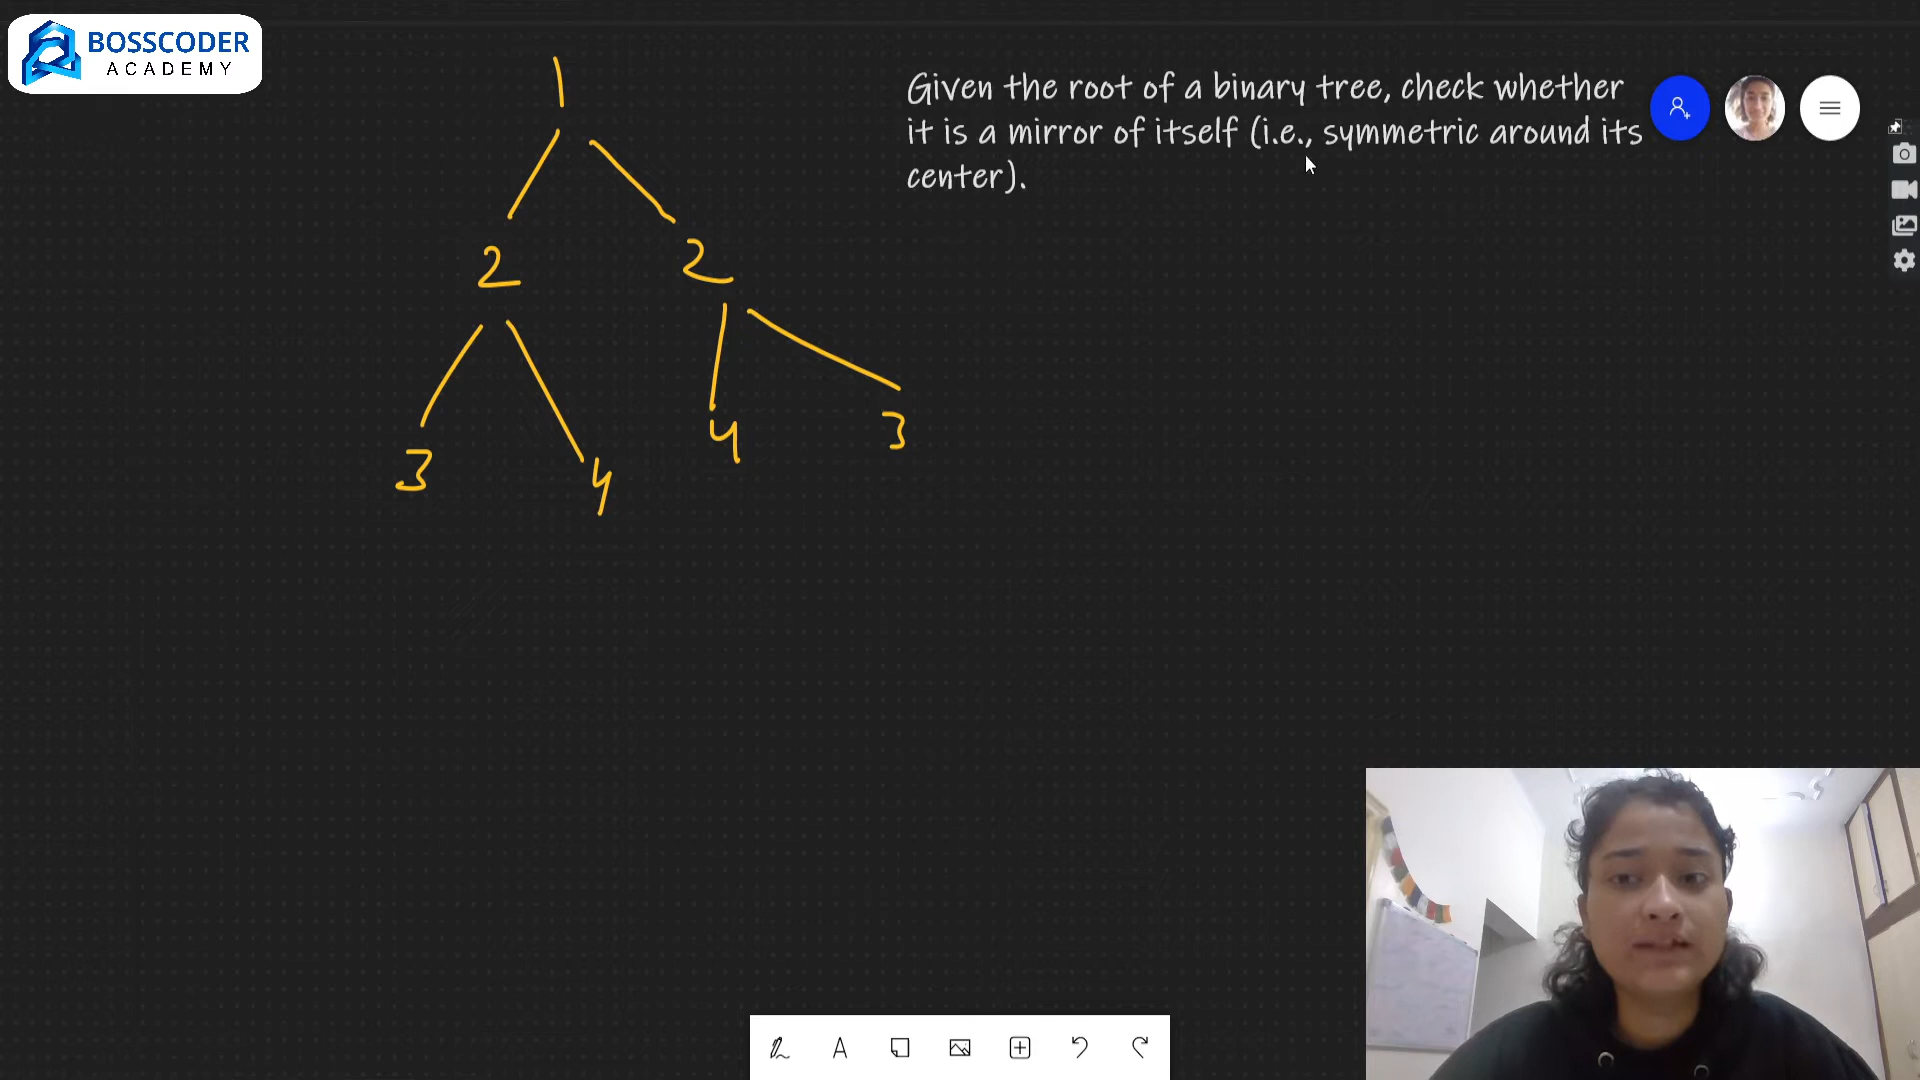 BOSSCODER
ACADEMY
1
Given the root of a binary tree, check whether
it is a mirror of itself (i.e., symmetric around its
center).
2 2
3 4 4 3
A